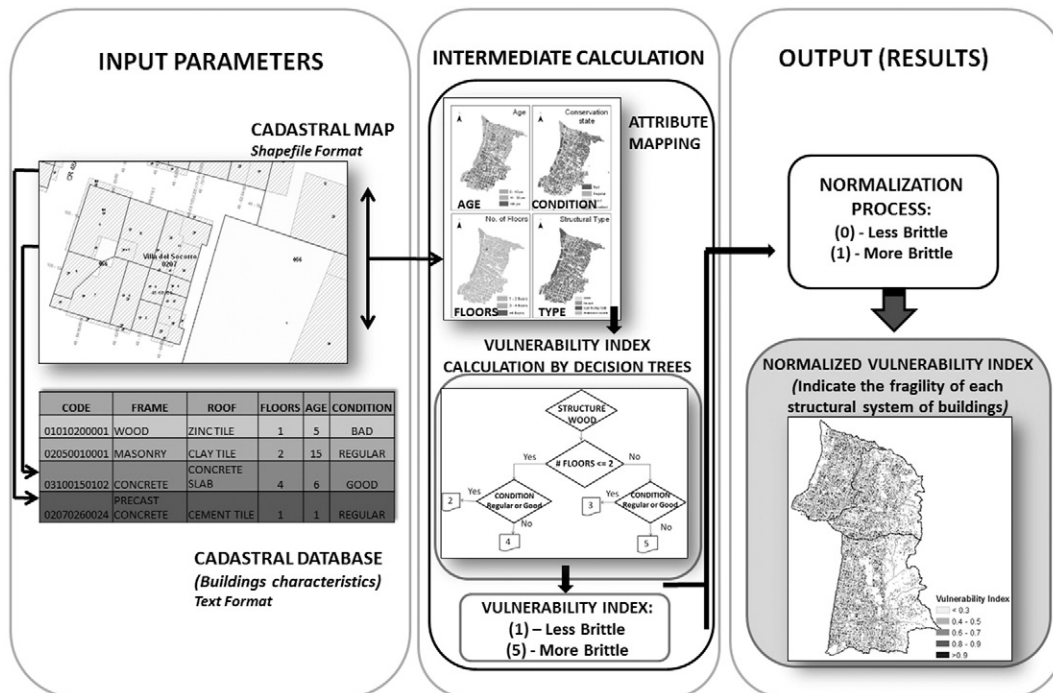 INPUT PARAMETERS
CADASTRAL MAP
Shapefile Format
Villa del Socorro
0207
CODE FRAME ROOF FLOORS AGE CONDITION
01010200001 WOOD ZINC TILE 1 5 BAD
02050010001 MASONRY CLAY TILE 2 15 REGULAR
03100150102 CONCRETE CONCRETE SLAB 4 6 GOOD
02070260024 PRECAST CONCRETE CEMENT TILE 1 1 REGULAR
CADASTRAL DATABASE
(Buildings characteristics)
Text Format
INTERMEDIATE CALCULATION
Age
Conservation
state
AGE
CONDITION
No. of Floors
Structural Type
FLOORS
TYPE
ATTRIBUTE
MAPPING
VULNERABILITY INDEX
CALCULATION BY DECISION TREES
STRUCTURE
WOOD
# FLOORS <= 2
Yes
No
CONDITION
Regular or Good
Yes
2
No
4
CONDITION
Regular or Good
Yes
3
No
5
VULNERABILITY INDEX:
(1) – Less Brittle
(5) - More Brittle
OUTPUT (RESULTS)
NORMALIZATION
PROCESS:
(0) - Less Brittle
(1) - More Brittle
NORMALIZED VULNERABILITY INDEX
(Indicate the fragility of each
structural system of buildings)
Vulnerability Index
< 0.3
0.4 - 0.5
0.6 - 0.7
0.8 - 0.9
>0.9